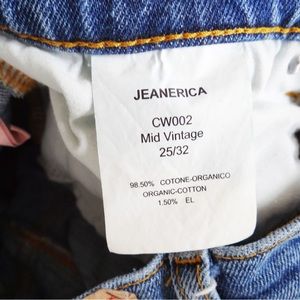 JEANERICA
CW002
Mid Vintage
25/32
98.50% COTONE-ORGANICO
ORGANIC-COTTON
1.50% EL